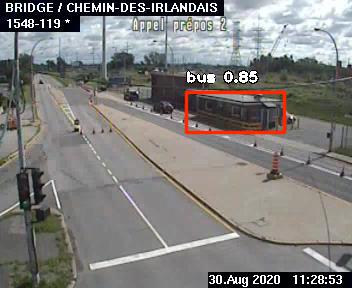 BRIDGE / CHEMIN-DES-IRLANDAIS
1548-119 *
Appel prépos 2
bus 0.85
30.Aug 2020 11:28:53